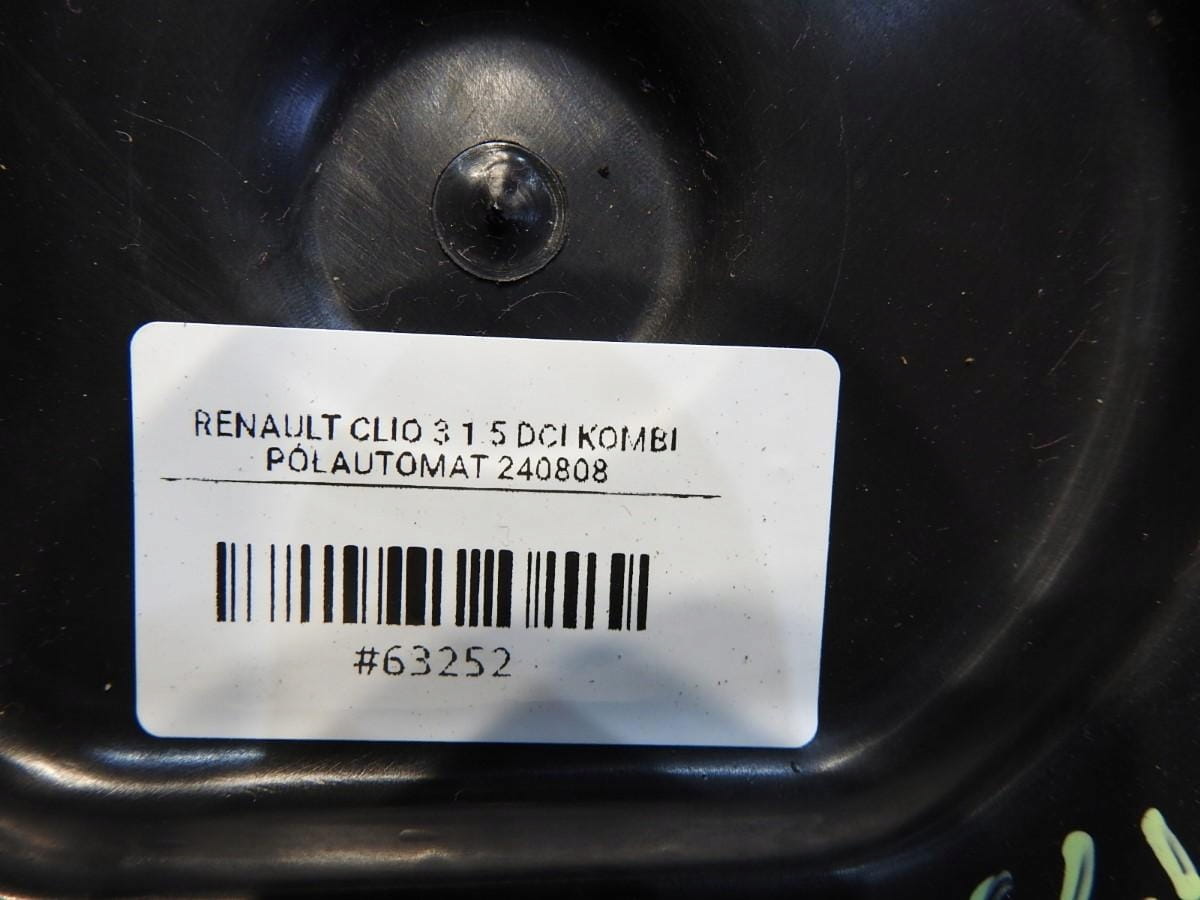 RENAULT CLIO 3 1.5 DCI KOMBI
PÓŁAUTOMAT 240808
#63252